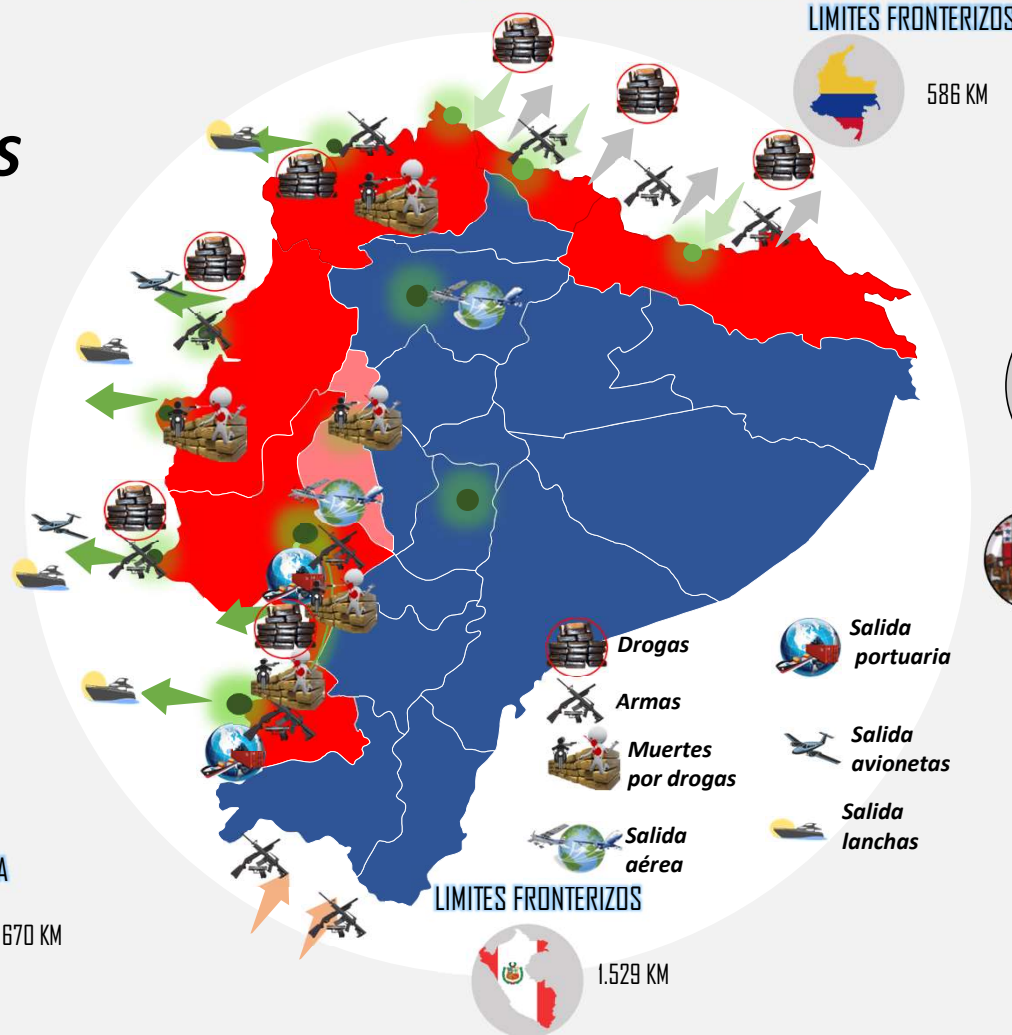 LIMITES FRONTERIZOS
586 KM
S
Drogas
Armas
Muertes
por drogas
Salida
aérea
Salida
portuaria
Salida
avionetas
Salida
lanchas
A
670 KM
LIMITES FRONTERIZOS
1.529 KM